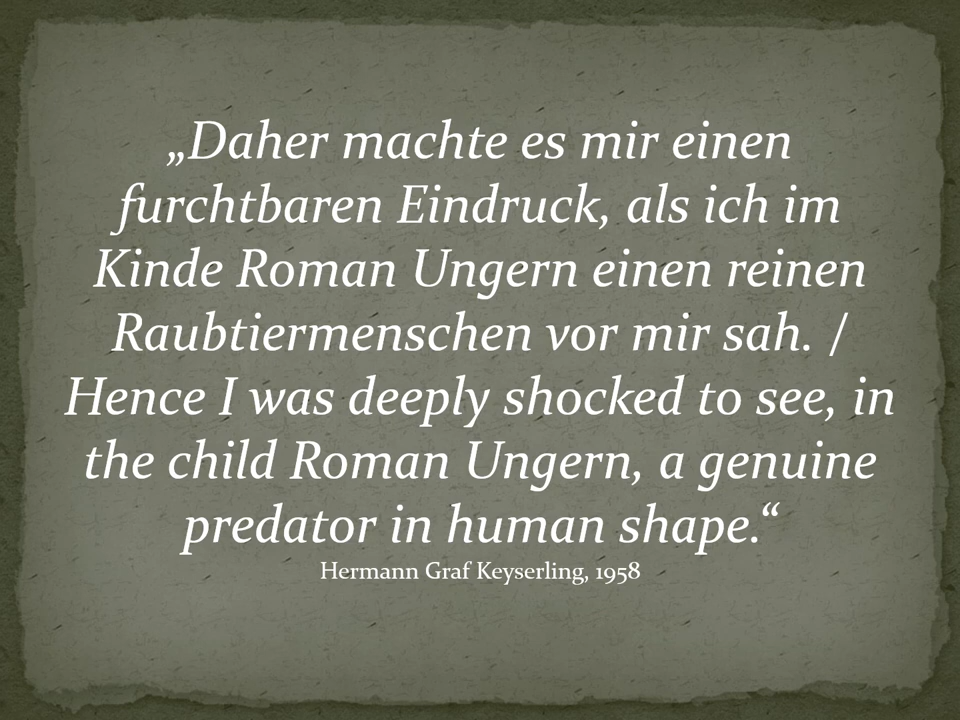 „Daher machte es mir einen
furchtbaren Eindruck, als ich im
Kinde Roman Ungern einen reinen
Raubtiermenschen vor mir sah. /
Hence I was deeply shocked to see, in
the child Roman Ungern, a genuine
predator in human shape.“
Hermann Graf Keyserling, 1958